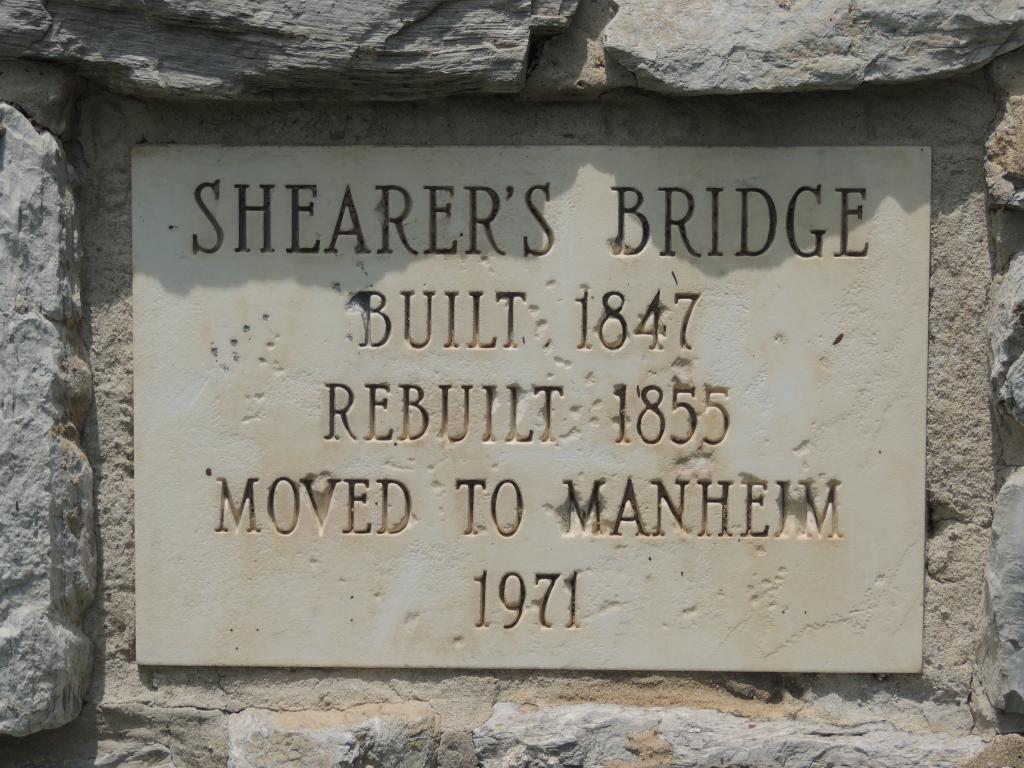 SHEARER'S BRIDGE
BUILT 1847
REBUILT 1855
MOVED TO MANHEIM
1971